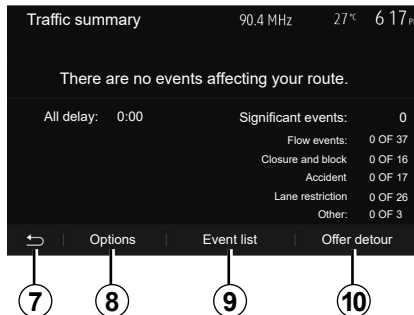 Traffic summary 90.4 MHz 27℃ 6 17 P
There are no events affecting your route.
All delay: 0:00 Significant events: 0
Flow events: 0 OF 37
Closure and block 0 OF 16
Accident 0 OF 17
Lane restriction 0 OF 26
Other: 0 OF 3
Options Event list Offer detour
7 8 9 10